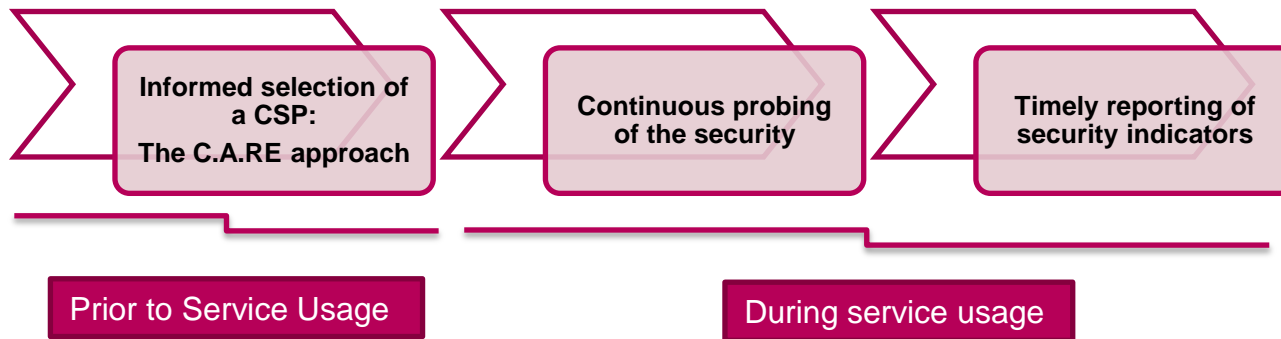 Informed selection of
a CSP:
The C.A.RE approach
Continuous probing
of the security
Timely reporting of
security indicators
Prior to Service Usage
During service usage